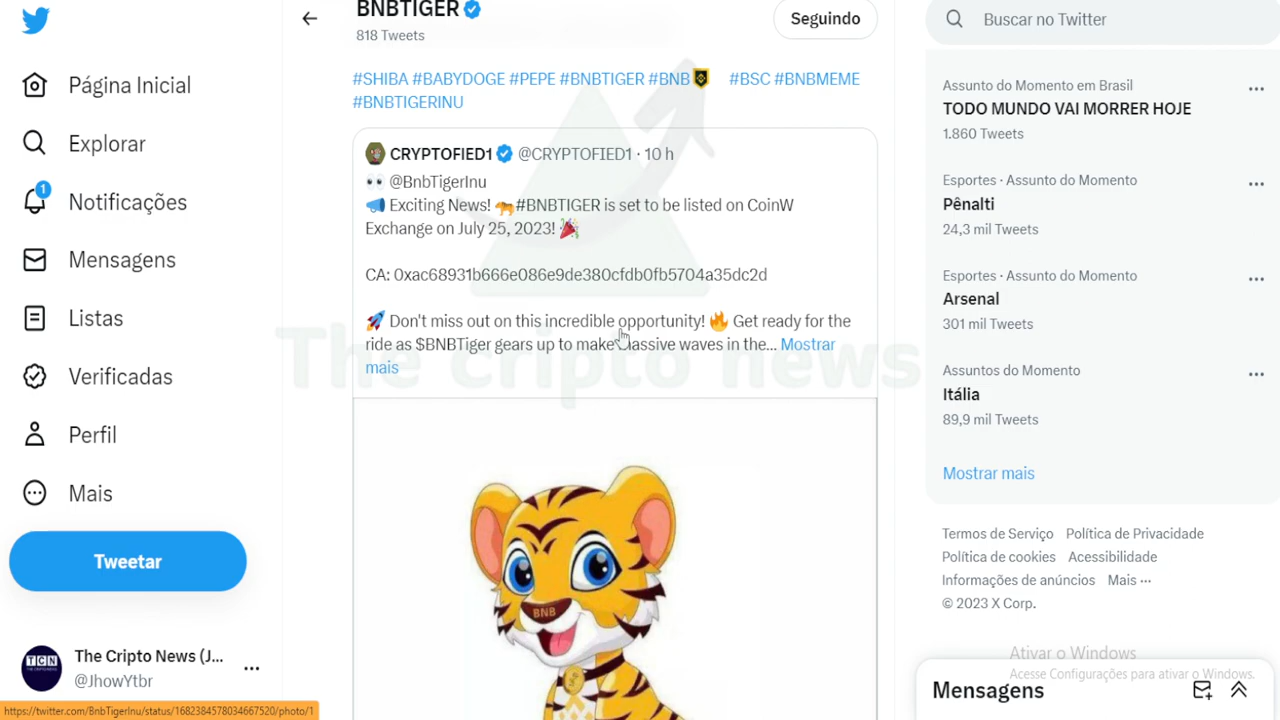 BNBTIGER
818 Tweets
Seguindo
Buscar no Twitter
Página Inicial
Explorar
1
Notificações
Mensagens
Listas
Verificadas
Perfil
Mais
Tweetar
The Cripto News (J...
@JhowYtbr
TCN
https://twitter.com/BnbTigerInu/status/1682384578034667520/photo/1
#SHIBA #BABYDOGE #PEPE #BNBTIGER #BNB #BSC #BNBMEME
#BNBTIGERINU
CRYPTOFIED1 @CRYPTOFIED1 · 10 h
👀 @BnbTigerInu
📣 Exciting News! 🐅#BNBTIGER is set to be listed on CoinW
Exchange on July 25, 2023! 🎉
CA: 0xac68931b666e086e9de380cfdb0fb5704a35dc2d
🚀 Don't miss out on this incredible opportunity! 🔥 Get ready for the
ride as $BNBTiger gears up to make massive waves in the... Mostrar
mais
The cripto news
BNB
Assunto do Momento em Brasil
TODO MUNDO VAI MORRER HOJE
1.860 Tweets
Esportes · Assunto do Momento
Pênalti
24,3 mil Tweets
Esportes · Assunto do Momento
Arsenal
301 mil Tweets
Assuntos do Momento
Itália
89,9 mil Tweets
Mostrar mais
Termos de Serviço Política de Privacidade
Política de cookies Acessibilidade
Informações de anúncios Mais ···
© 2023 X Corp.
Ativar o Windows
Acesse Configurações para ativar o Windows.
Mensagens